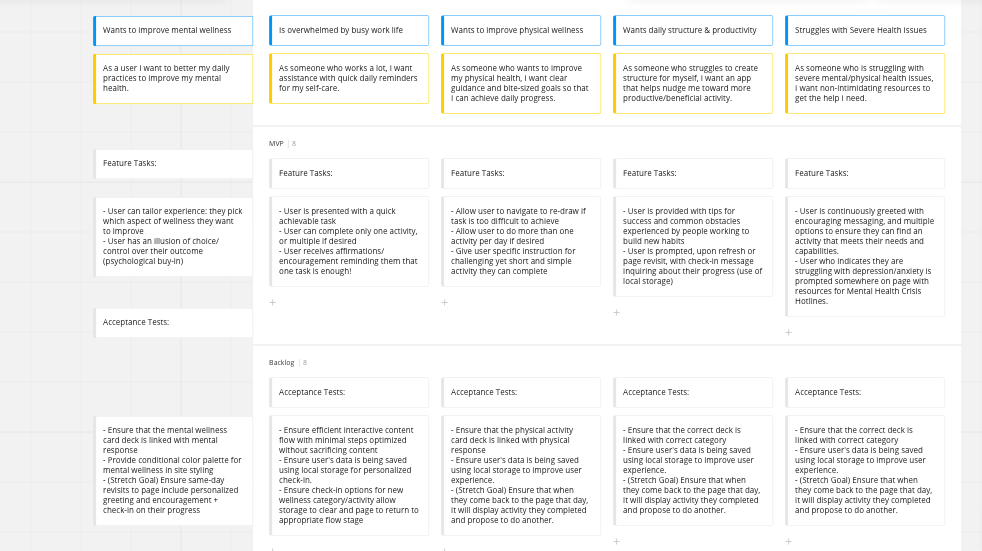 Wants to improve mental wellness
Is overwhelmed by busy work life
Wants to improve physical wellness
Wants daily structure & productivity
Struggles with Severe Health Issues
As a user I want to better my daily
practices to improve my mental
health.
As someone who works a lot, I want
assistance with quick daily reminders
for my self-care.
As someone who wants to improve
my physical health, I want clear
guidance and bite-sized goals so that
I can achieve daily progress.
As someone who struggles to create
structure for myself, I want an app
that helps nudge me toward more
productive/beneficial activity.
As someone who is struggling with
severe mental/physical health issues,
I want non-intimidating resources to
get the help I need.
MVP | 8
Feature Tasks:
Feature Tasks:
Feature Tasks:
Feature Tasks:
Feature Tasks:
- User can tailor experience: they pick
which aspect of wellness they want
to improve
- User has an illusion of choice/
control over their outcome
(psychological buy-in)
- User is presented with a quick
achievable task
- User can complete only one activity,
or multiple if desired
- User receives affirmations/
encouragement reminding them that
one task is enough!
- Allow user to navigate to re-draw if
task is too difficult to achieve
- Allow user to do more than one
activity per day if desired
- Give user specific instruction for
challenging yet short and simple
activity they can complete
- User is provided with tips for
success and common obstacles
experienced by people working to
build new habits
- User is prompted, upon refresh or
page revisit, with check-in message
inquiring about their progress (use of
local storage)
- User is continuously greeted with
encouraging messaging, and multiple
options to ensure they can find an
activity that meets their needs and
capabilities.
- User who indicates they are
struggling with depression/anxiety is
prompted somewhere on page with
resources for Mental Health Crisis
Hotlines.
Acceptance Tests:
Backlog | 8
Acceptance Tests:
Acceptance Tests:
Acceptance Tests:
Acceptance Tests:
- Ensure that the mental wellness
card deck is linked with mental
response
- Provide conditional color palette for
mental wellness in site styling
- (Stretch Goal) Ensure same-day
revisits to page include personalized
greeting and encouragement +
check-in on their progress
- Ensure efficient interactive content
flow with minimal steps optimized
without sacrificing content
- Ensure user's data is being saved
using local storage for personalized
check-in.
- Ensure check-in options for new
wellness category/activity allow
storage to clear and page to return to
appropriate flow stage
- Ensure that the physical activity
card deck is linked with physical
response
- Ensure user's data is being saved
using local storage to improve user
experience.
- (Stretch Goal) Ensure that when
they come back to the page that day,
it will display activity they completed
and propose to do another.
- Ensure that the correct deck is
linked with correct category
- Ensure user's data is being saved
using local storage to improve user
experience.
- (Stretch Goal) Ensure that when
they come back to the page that day,
it will display activity they completed
and propose to do another.
- Ensure that the correct deck is
linked with correct category
- Ensure user's data is being saved
using local storage to improve user
experience.
- (Stretch Goal) Ensure that when
they come back to the page that day,
it will display activity they completed
and propose to do another.